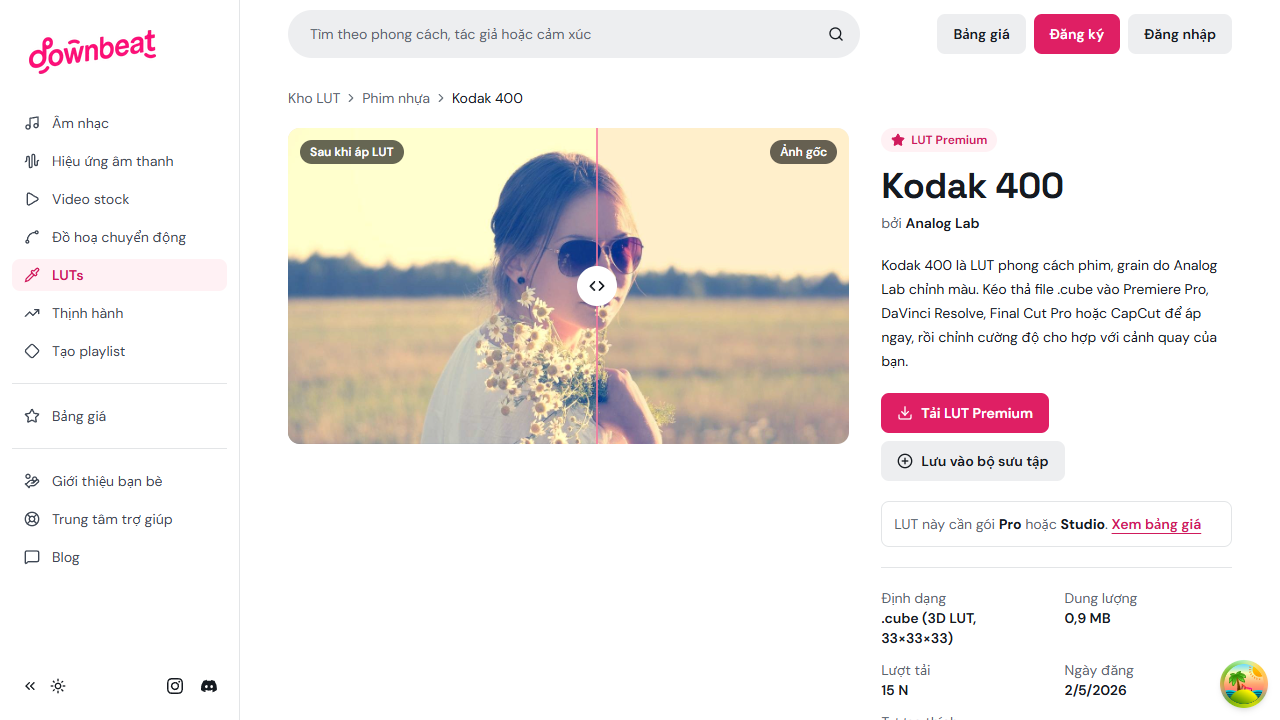 downbeat
Âm nhạc
Hiệu ứng âm thanh
Video stock
Đồ hoạ chuyển động
LUTs
Thịnh hành
Tạo playlist
Bảng giá
Giới thiệu bạn bè
Trung tâm trợ giúp
Blog
Tìm theo phong cách, tác giả hoặc cảm xúc
Bảng giá
Đăng ký
Đăng nhập
Kho LUT > Phim nhựa > Kodak 400
Sau khi áp LUT
Ảnh gốc
LUT Premium
Kodak 400
bởi Analog Lab
Kodak 400 là LUT phong cách phim, grain do Analog
Lab chỉnh màu. Kéo thả file .cube vào Premiere Pro,
DaVinci Resolve, Final Cut Pro hoặc CapCut để áp
ngay, rồi chỉnh cường độ cho hợp với cảnh quay của
bạn.
Tải LUT Premium
Lưu vào bộ sưu tập
LUT này cần gói Pro hoặc Studio. Xem bảng giá
Định dạng
.cube (3D LUT,
33×33×33)
Dung lượng
0,9 MB
Lượt tải
15 N
Ngày đăng
2/5/2026